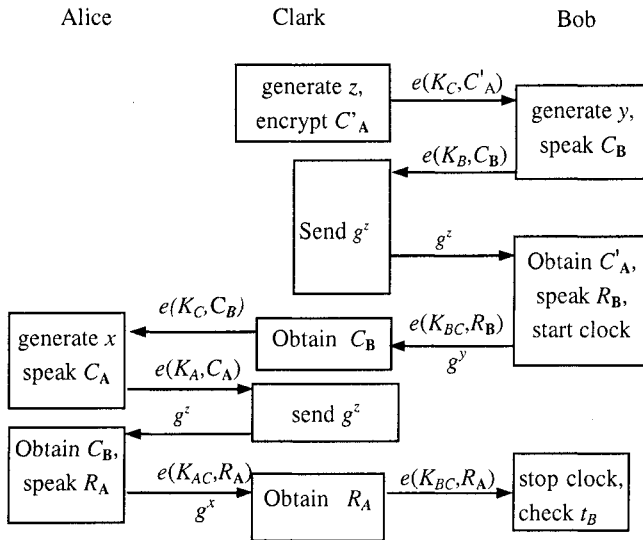 Alice Clark Bob
generate z,
encrypt C'A
e(KC,C'A)
generate y,
speak CB
e(KB,CB)
Send g^z
g^z
Obtain C'A,
speak RB,
start clock
e(KBC,RB)
g^y
Obtain CB
e(KC,CB)
generate x
speak CA
e(KA,CA)
send g^z
g^z
Obtain CB,
speak RA
e(KAC,RA)
g^x
Obtain RA
e(KBC,RA)
stop clock,
check tB